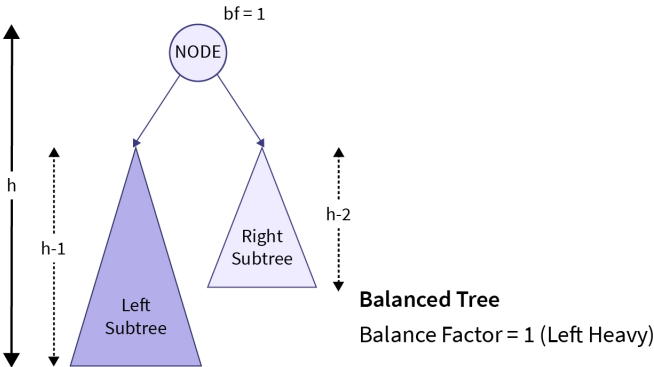 bf = 1
NODE
h
h-1
h-2
Right
Subtree
Left
Subtree
Balanced Tree
Balance Factor = 1 (Left Heavy)